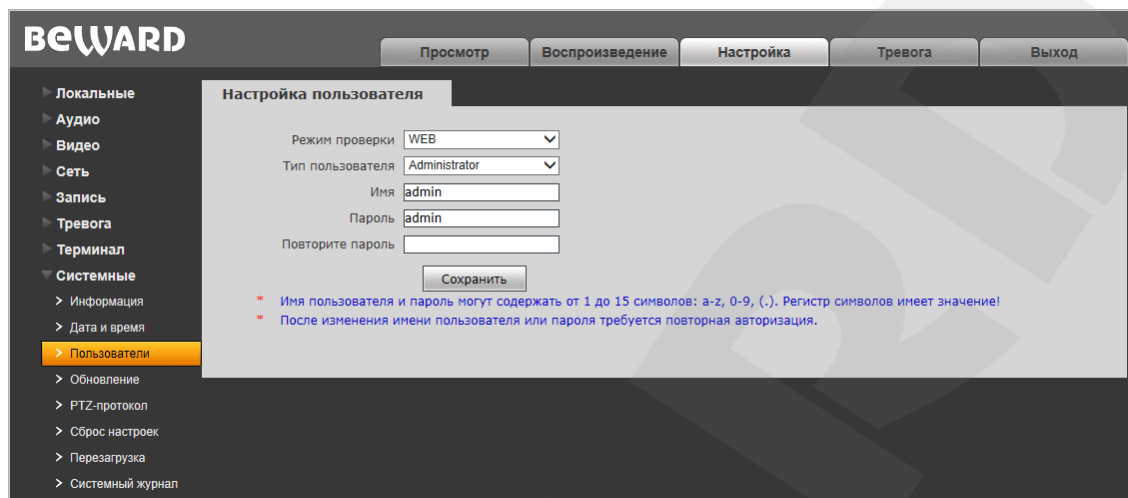 BEWARD
Просмотр Воспроизведение Настройка Тревога Выход
Локальные
Аудио
Видео
Сеть
Запись
Тревога
Терминал
Системные
Информация
Дата и время
Пользователи
Обновление
PTZ-протокол
Сброс настроек
Перезагрузка
Системный журнал
Настройка пользователя
Режим проверки WEB
Тип пользователя Administrator
Имя admin
Пароль admin
Повторите пароль
Сохранить
* Имя пользователя и пароль могут содержать от 1 до 15 символов: a-z, 0-9, (.). Регистр символов имеет значение!
* После изменения имени пользователя или пароля требуется повторная авторизация.